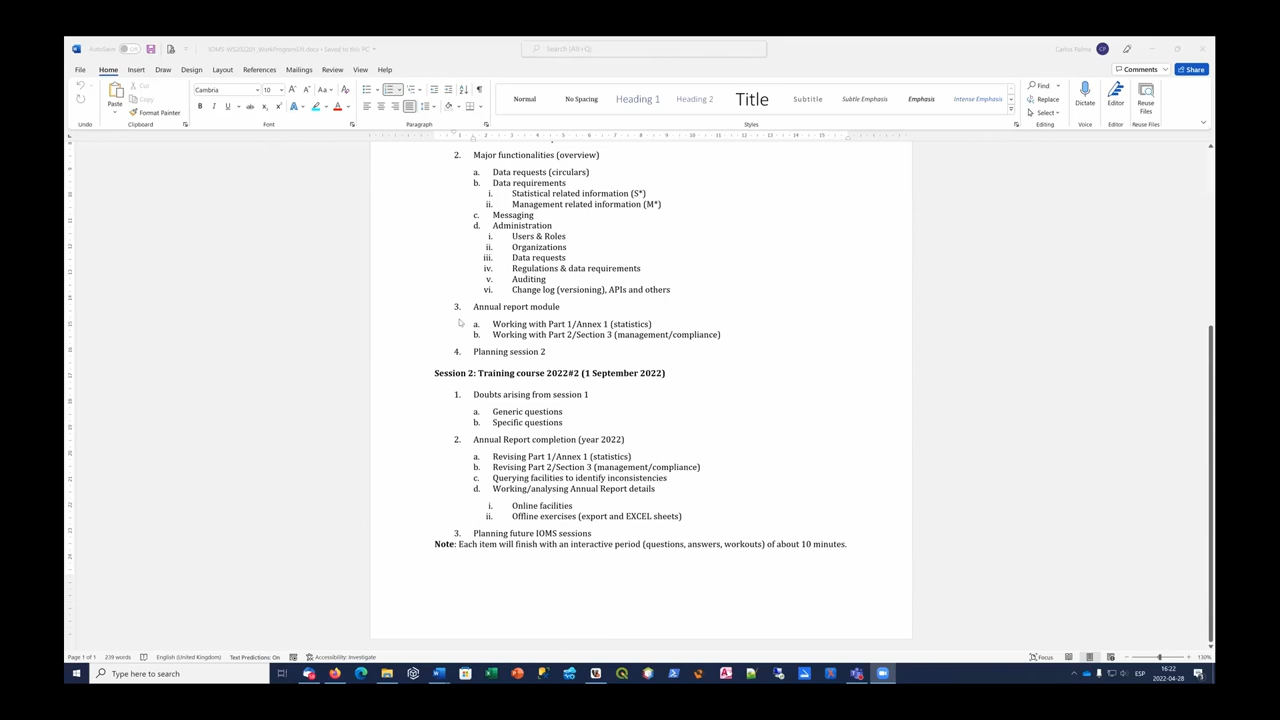 AutoSave Off IOMS-WS202201_WorkProgramEN.docx • Saved to this PC Search (Alt+Q) Carlos Palma CP
File Home Insert Draw Design Layout References Mailings Review View Help Comments Share
Paste Cut Copy Format Painter
Cambria 10
Normal No Spacing Heading 1 Heading 2 Title Subtitle Subtle Emphasis Emphasis Intense Emphasis
Find Replace Select Dictate Editor Reuse Files
Undo Clipboard Font Paragraph Styles Editing Voice Editor Reuse Files
2. Major functionalities (overview)
a. Data requests (circulars)
b. Data requirements
i. Statistical related information (S*)
ii. Management related information (M*)
c. Messaging
d. Administration
i. Users & Roles
ii. Organizations
iii. Data requests
iv. Regulations & data requirements
v. Auditing
vi. Change log (versioning), APIs and others
3. Annual report module
a. Working with Part 1/Annex 1 (statistics)
b. Working with Part 2/Section 3 (management/compliance)
4. Planning session 2
Session 2: Training course 2022#2 (1 September 2022)
1. Doubts arising from session 1
a. Generic questions
b. Specific questions
2. Annual Report completion (year 2022)
a. Revising Part 1/Annex 1 (statistics)
b. Revising Part 2/Section 3 (management/compliance)
c. Querying facilities to identify inconsistencies
d. Working/analysing Annual Report details
i. Online facilities
ii. Offline exercises (export and EXCEL sheets)
3. Planning future IOMS sessions
Note: Each item will finish with an interactive period (questions, answers, workouts) of about 10 minutes.
Page 1 of 1 239 words English (United Kingdom) Text Predictions: On Accessibility: Investigate Focus 130%
Type here to search ESP 16:22
2022-04-28